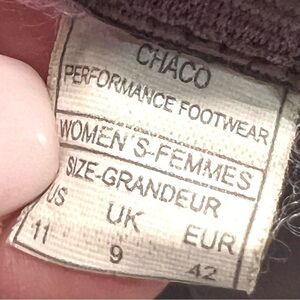 CHACO
PERFORMANCE FOOTWEAR
WOMEN'S-FEMMES
SIZE-GRANDEUR
US UK EUR
11 9 42